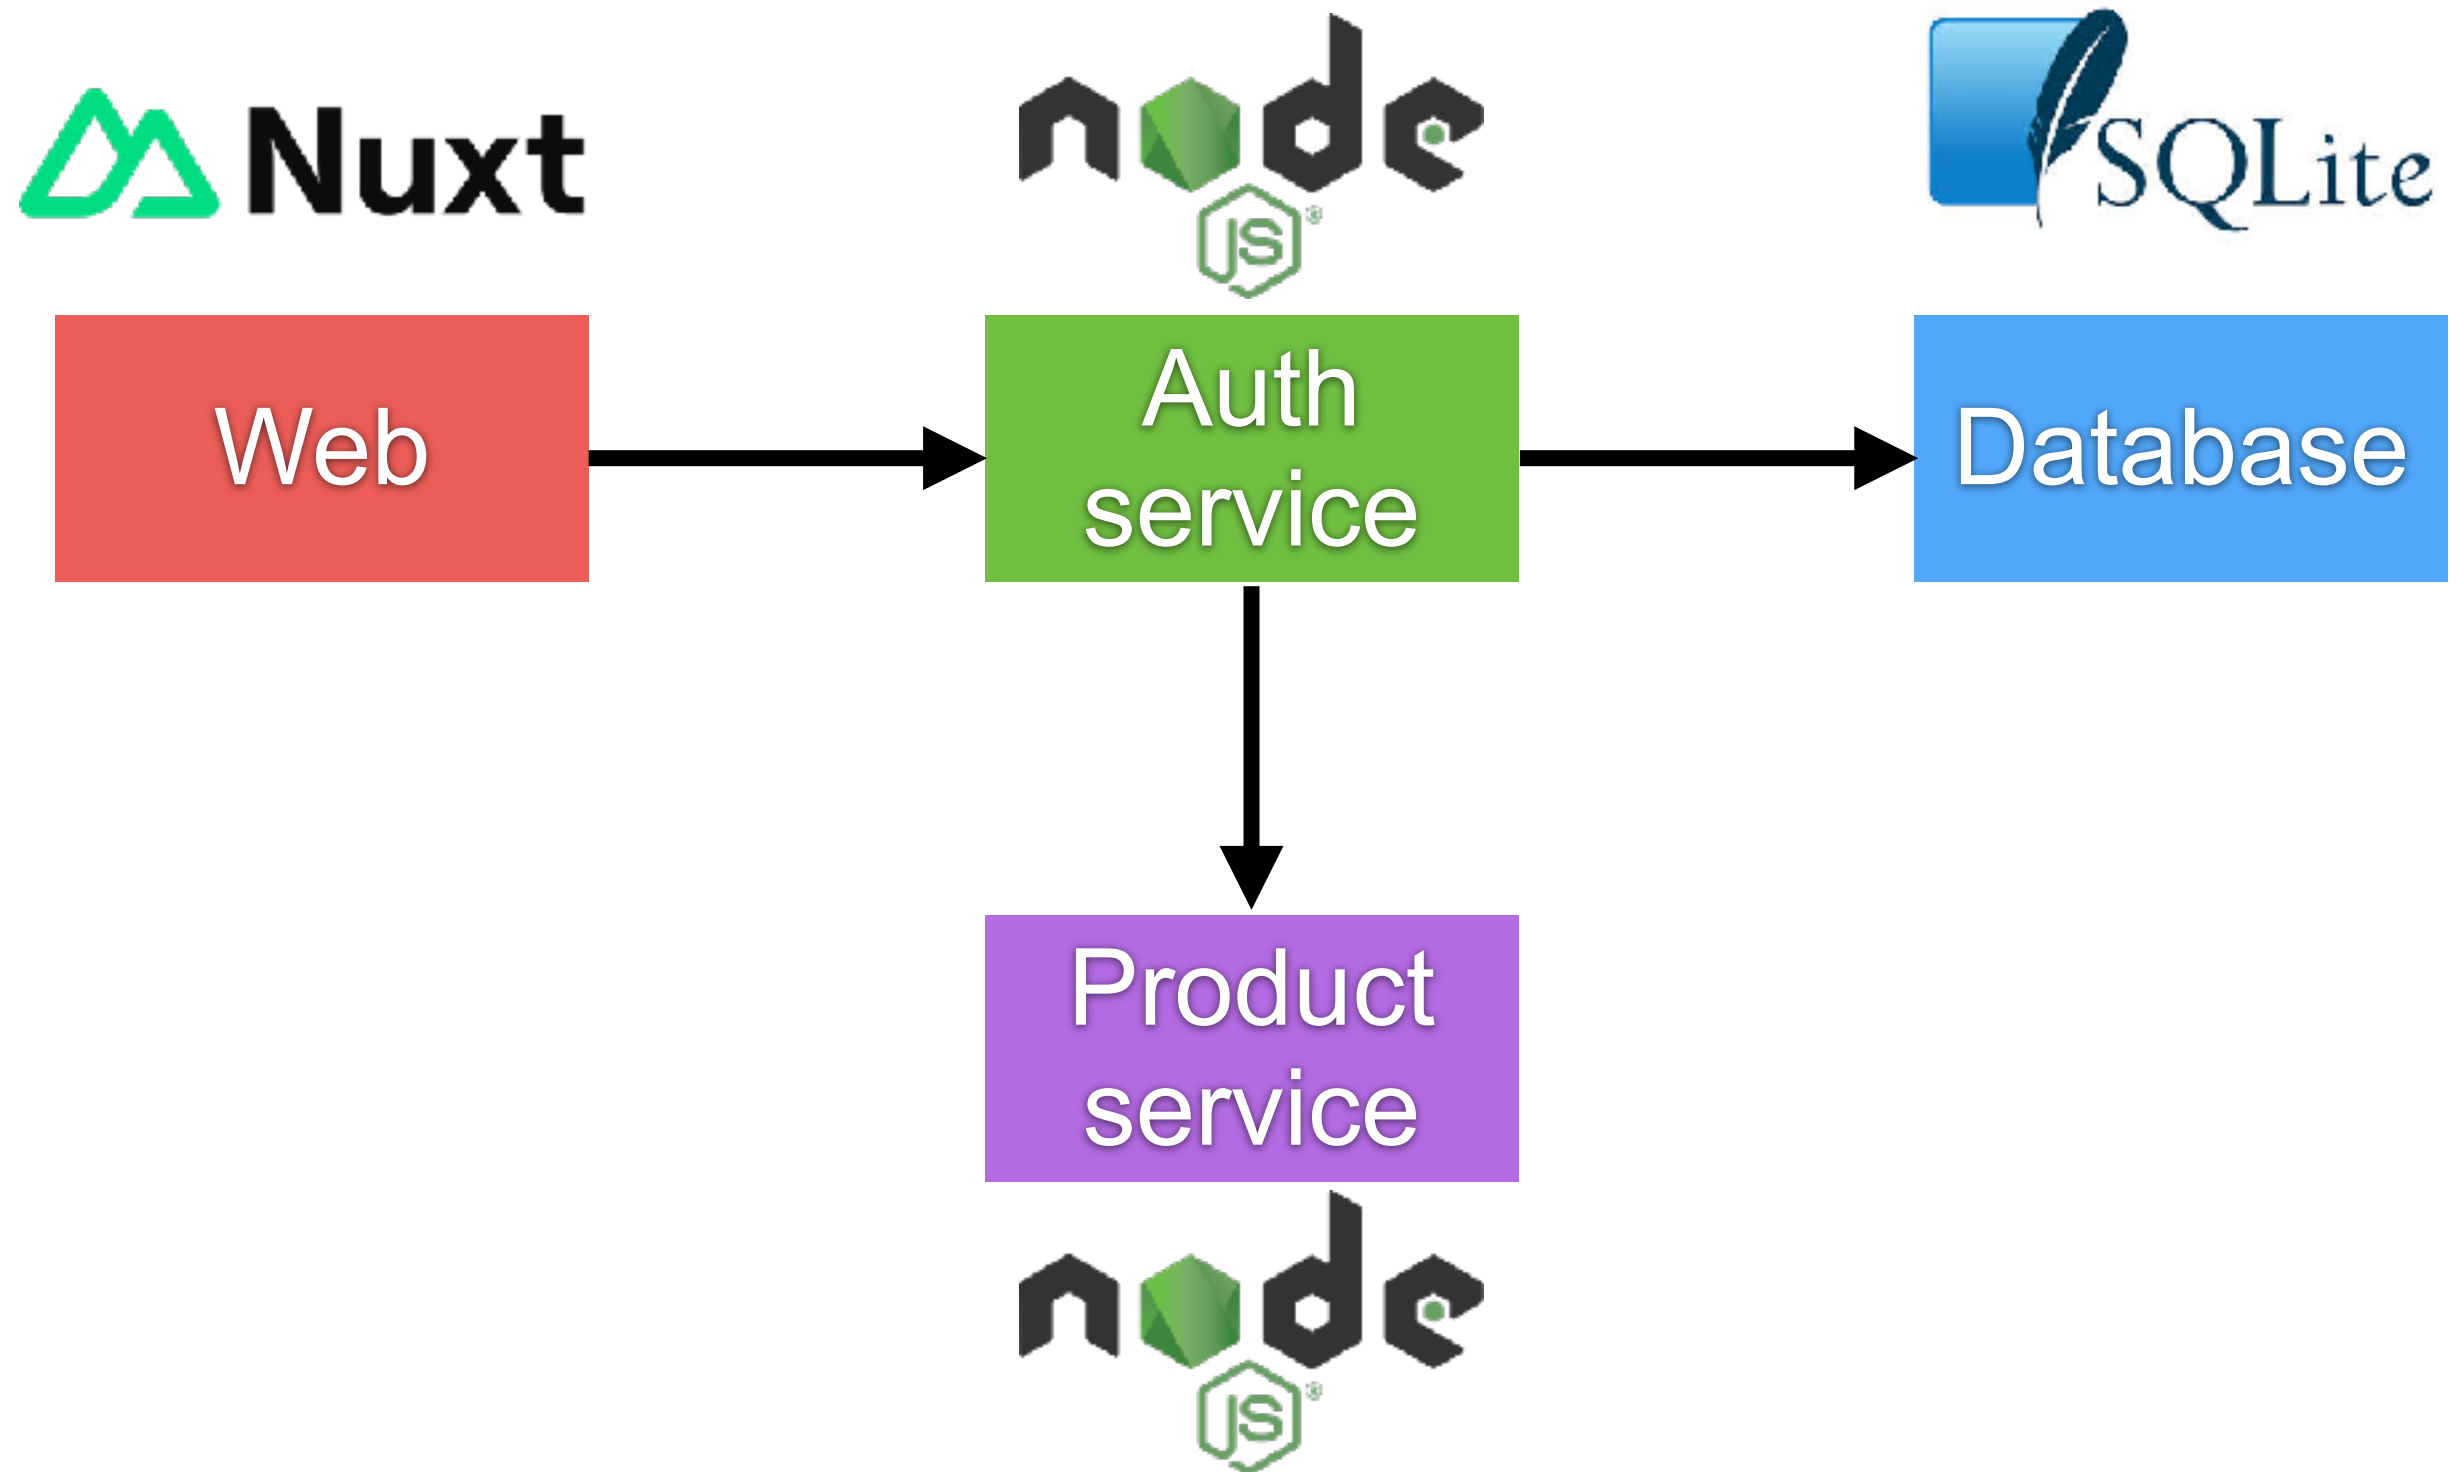 Nuxt
node
JS®
SQLite
Web
Auth
service
Database
Product
service
node
JS®